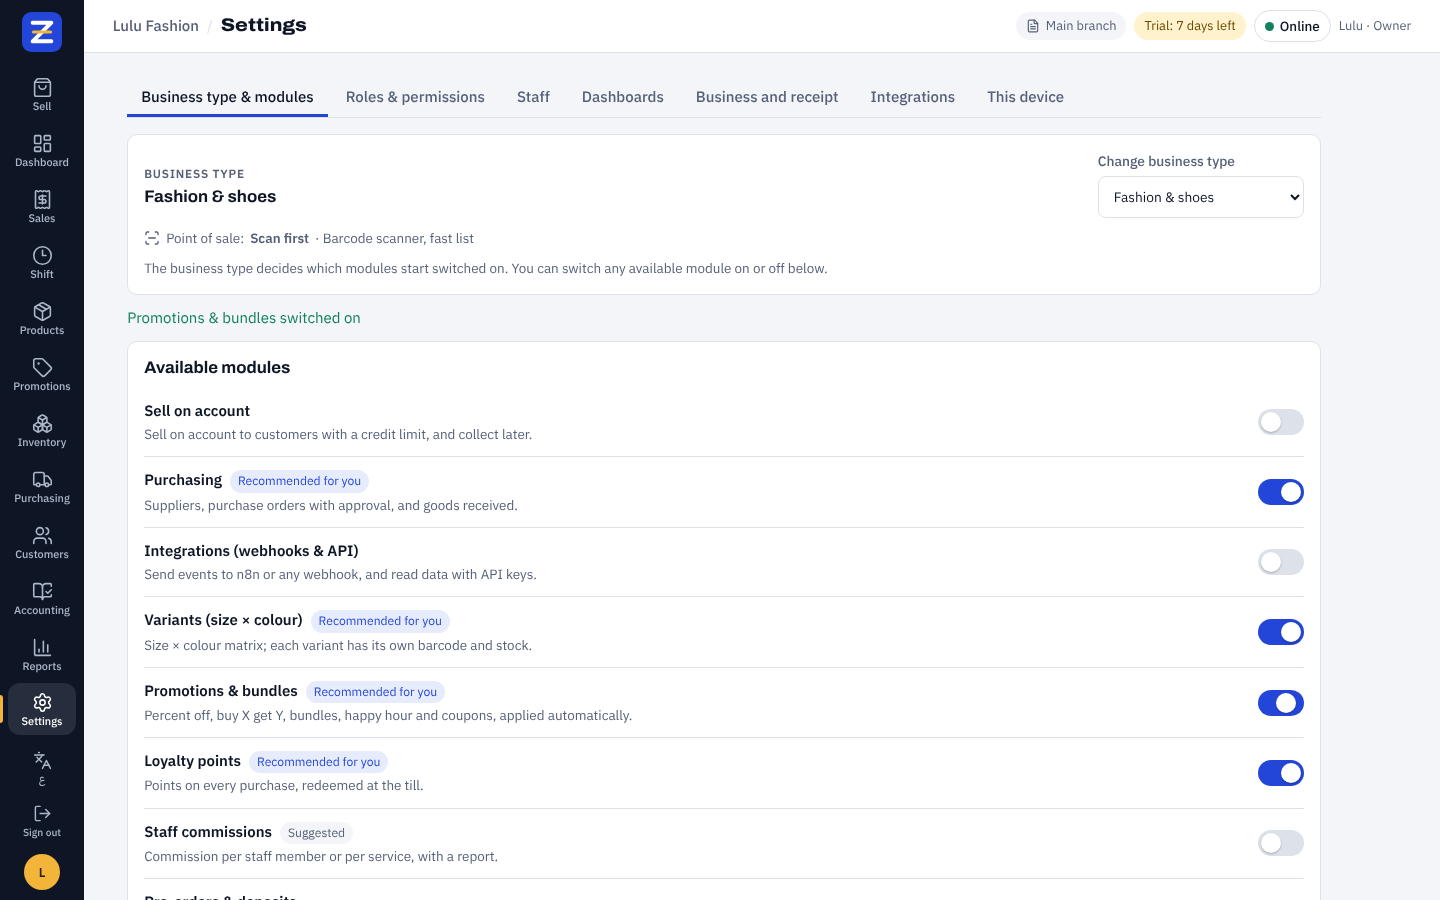 Lulu Fashion / Settings
Main branch
Trial: 7 days left
Online
Lulu · Owner
Sell
Dashboard
Sales
Shift
Products
Promotions
Inventory
Purchasing
Customers
Accounting
Reports
Settings
ع
Sign out
L
Business type & modules
Roles & permissions
Staff
Dashboards
Business and receipt
Integrations
This device
BUSINESS TYPE
Fashion & shoes
Change business type
Fashion & shoes
Point of sale: Scan first · Barcode scanner, fast list
The business type decides which modules start switched on. You can switch any available module on or off below.
Promotions & bundles switched on
Available modules
Sell on account
Sell on account to customers with a credit limit, and collect later.
Purchasing Recommended for you
Suppliers, purchase orders with approval, and goods received.
Integrations (webhooks & API)
Send events to n8n or any webhook, and read data with API keys.
Variants (size × colour) Recommended for you
Size × colour matrix; each variant has its own barcode and stock.
Promotions & bundles Recommended for you
Percent off, buy X get Y, bundles, happy hour and coupons, applied automatically.
Loyalty points Recommended for you
Points on every purchase, redeemed at the till.
Staff commissions Suggested
Commission per staff member or per service, with a report.